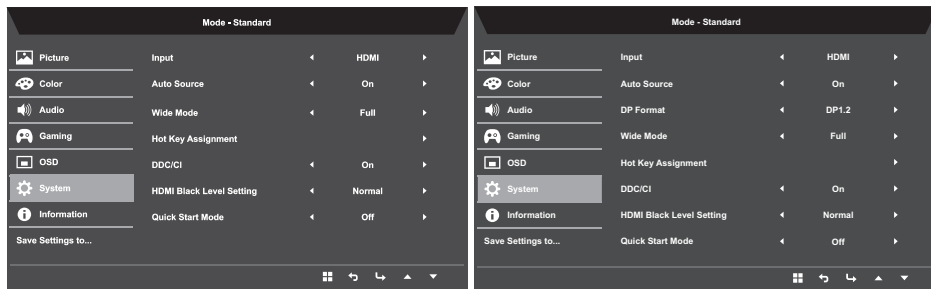 Mode - Standard
Picture Input HDMI
Color Auto Source On
Audio Wide Mode Full
Gaming Hot Key Assignment
OSD DDC/CI On
System HDMI Black Level Setting Normal
Information Quick Start Mode Off
Save Settings to...
Mode - Standard
Picture Input HDMI
Color Auto Source On
Audio DP Format DP1.2
Gaming Wide Mode Full
OSD Hot Key Assignment
System DDC/CI On
Information HDMI Black Level Setting Normal
Save Settings to... Quick Start Mode Off